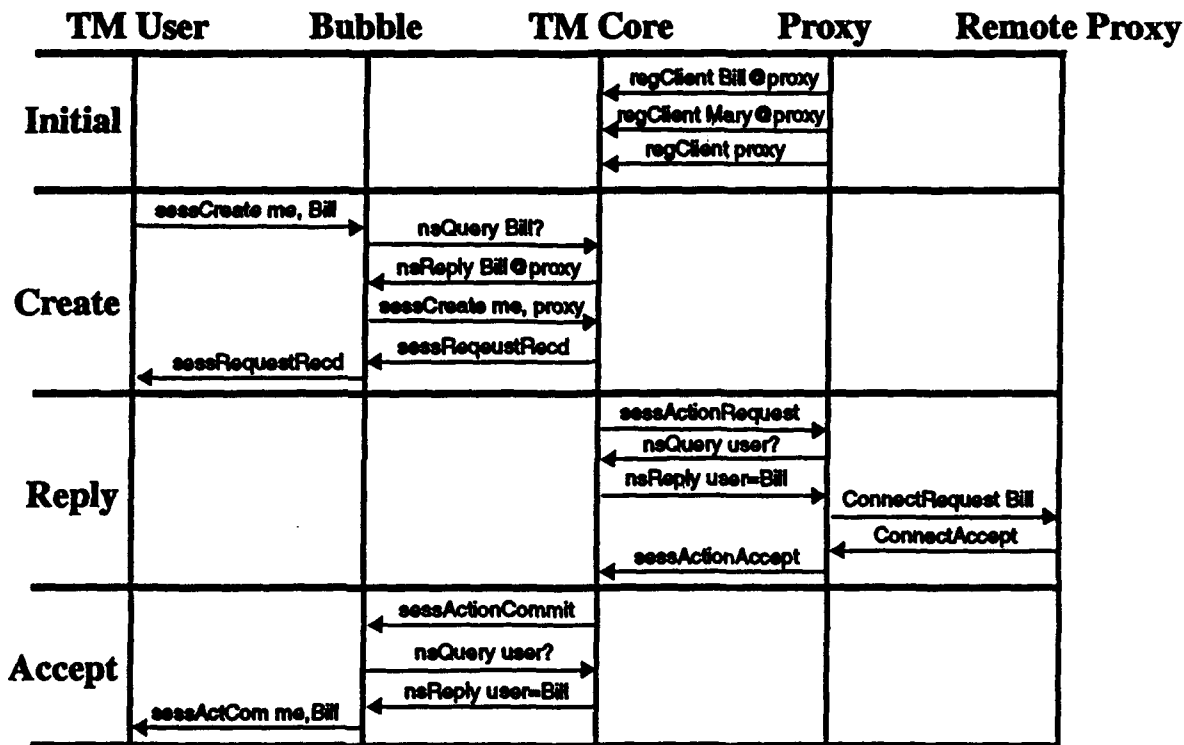 TM User Bubble TM Core Proxy Remote Proxy
Initial
regClient Bill@proxy
regClient Mary@proxy
regClient proxy
Create
sessCreate me, Bill
nsQuery Bill?
nsReply Bill@proxy
sessCreate me, proxy
sessReqeustRecd
sessRequestRecd
Reply
sessActionRequest
nsQuery user?
nsReply user=Bill
ConnectRequest Bill
ConnectAccept
sessActionAccept
Accept
sessActionCommit
nsQuery user?
nsReply user=Bill
sessActCom me,Bill